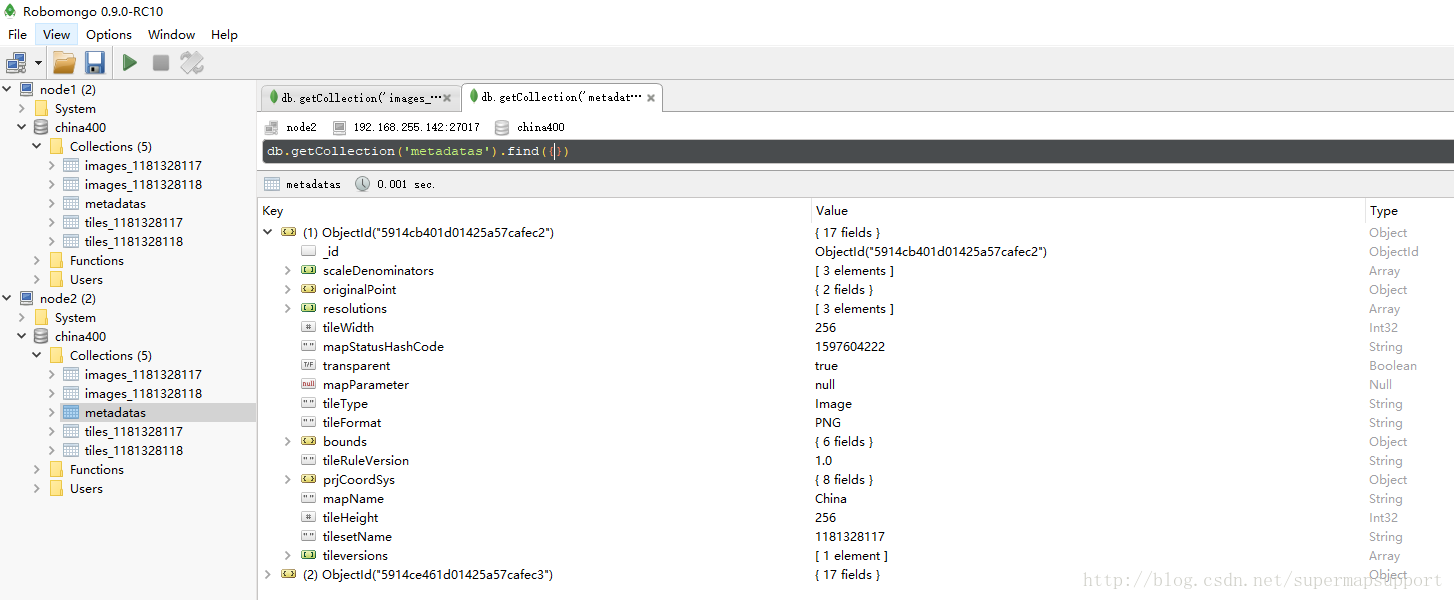 Robomongo 0.9.0-RC10
File View Options Window Help
node1 (2)
System
china400
Collections (5)
images_1181328117
images_1181328118
metadatas
tiles_1181328117
tiles_1181328118
Functions
Users
node2 (2)
System
china400
Collections (5)
images_1181328117
images_1181328118
metadatas
tiles_1181328117
tiles_1181328118
Functions
Users
db.getCollection('images_··· db.getCollection('metadat···
node2 192.168.255.142:27017 china400
db.getCollection('metadatas').find({})
metadatas 0.001 sec.
Key Value Type
(1) ObjectId("5914cb401d01425a57cafec2") { 17 fields } Object
_id ObjectId("5914cb401d01425a57cafec2") ObjectId
scaleDenominators [ 3 elements ] Array
originalPoint { 2 fields } Object
resolutions [ 3 elements ] Array
# tileWidth 256 Int32
"" mapStatusHashCode 1597604222 String
T/F transparent true Boolean
null mapParameter null Null
"" tileType Image String
"" tileFormat PNG String
bounds { 6 fields } Object
"" tileRuleVersion 1.0 String
prjCoordSys { 8 fields } Object
"" mapName China String
# tileHeight 256 Int32
"" tilesetName 1181328117 String
tileversions [ 1 element ] Array
(2) ObjectId("5914ce461d01425a57cafec3") { 17 fields } Object
http://blog.csdn.net/supermapsupport